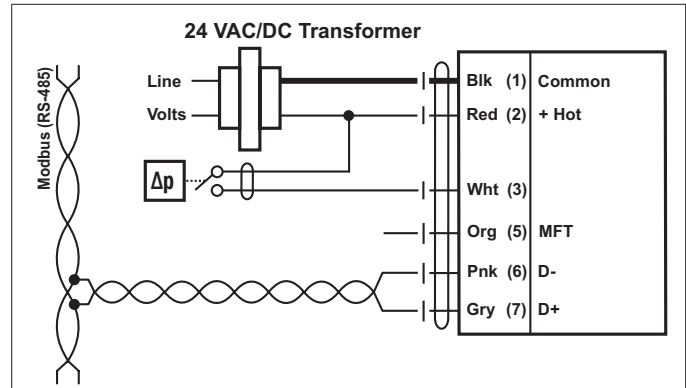 24 VAC/DC Transformer
Line
Volts
Modbus (RS-485)
Δp
Blk (1) Common
Red (2) + Hot
Wht (3)
Org (5) MFT
Pnk (6) D-
Gry (7) D+